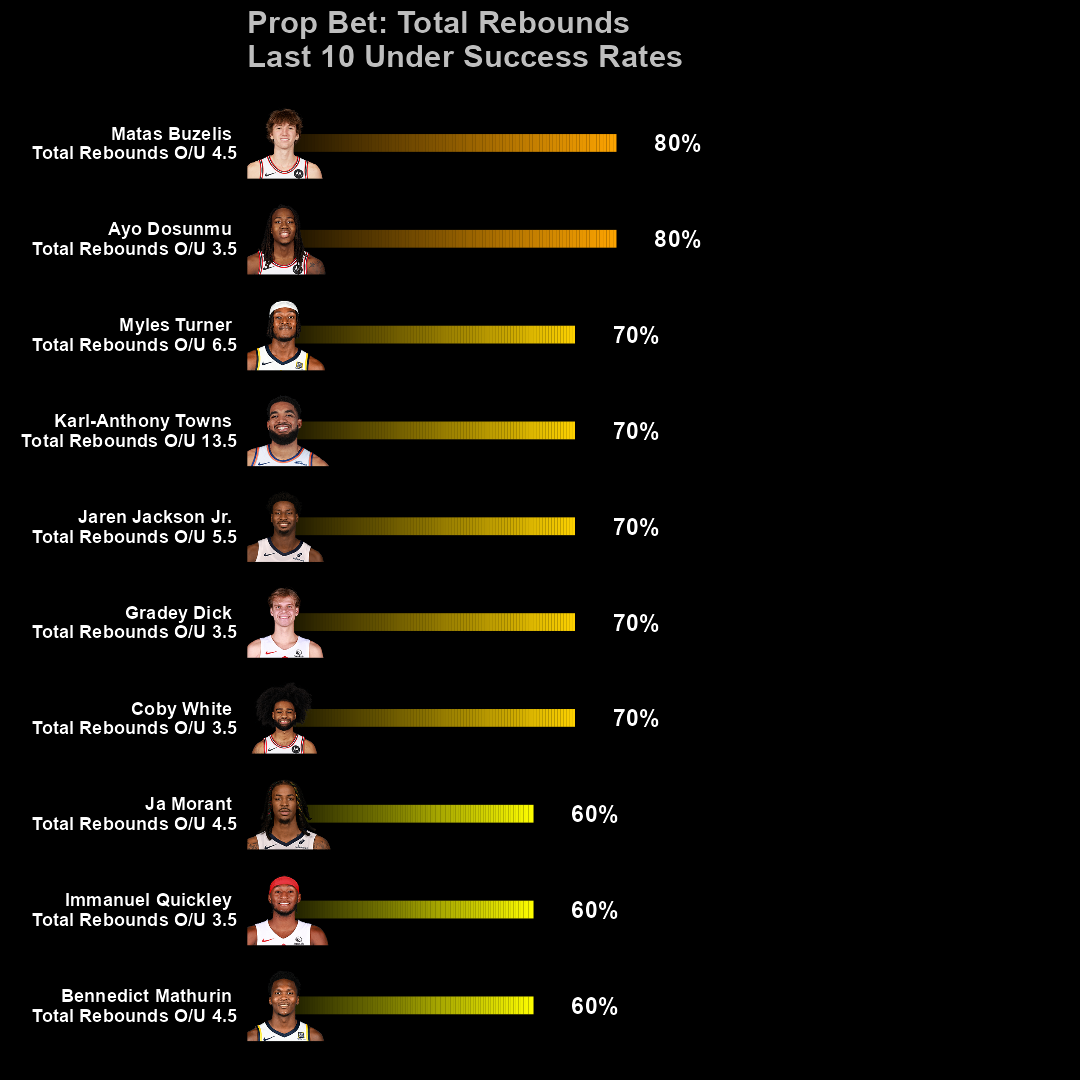 Prop Bet: Total Rebounds
Last 10 Under Success Rates
Matas Buzelis
Total Rebounds O/U 4.5
80%
Ayo Dosunmu
Total Rebounds O/U 3.5
80%
Myles Turner
Total Rebounds O/U 6.5
70%
Karl-Anthony Towns
Total Rebounds O/U 13.5
70%
Jaren Jackson Jr.
Total Rebounds O/U 5.5
70%
Gradey Dick
Total Rebounds O/U 3.5
70%
Coby White
Total Rebounds O/U 3.5
70%
Ja Morant
Total Rebounds O/U 4.5
60%
Immanuel Quickley
Total Rebounds O/U 3.5
60%
Bennedict Mathurin
Total Rebounds O/U 4.5
60%